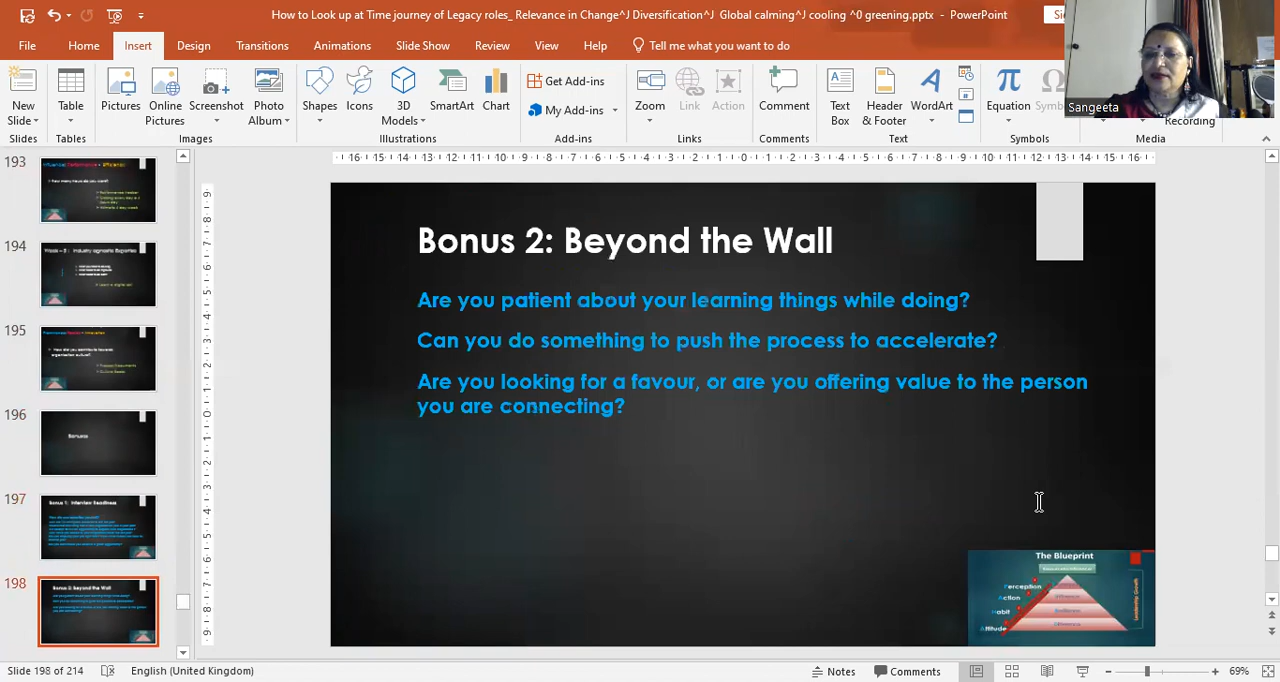 How to Look up at Time journey of Legacy roles_ Relevance in Change^J Diversification^J Global calming^J cooling ^0 greening.pptx - PowerPoint
File Home Insert Design Transitions Animations Slide Show Review View Help Tell me what you want to do
New Slide
Table
Pictures
Online Pictures
Screenshot
Photo Album
Shapes
Icons
3D Models
SmartArt
Chart
Get Add-ins
My Add-ins
Zoom
Link
Action
Comment
Text Box
Header & Footer
WordArt
Equation
Recording
Slides Tables Images Illustrations Add-ins Links Comments Text Symbols Media
Sangeeta
193
194
195
196
Bonuses
197
Bonus 1: Interview Readiness
198
Bonus 2: Beyond the Wall
Bonus 2: Beyond the Wall
Are you patient about your learning things while doing?
Can you do something to push the process to accelerate?
Are you looking for a favour, or are you offering value to the person
you are connecting?
The Blueprint
Perception
Action
Habit
Attitude
Leadership Growth
Slide 198 of 214 English (United Kingdom) Notes Comments 69%